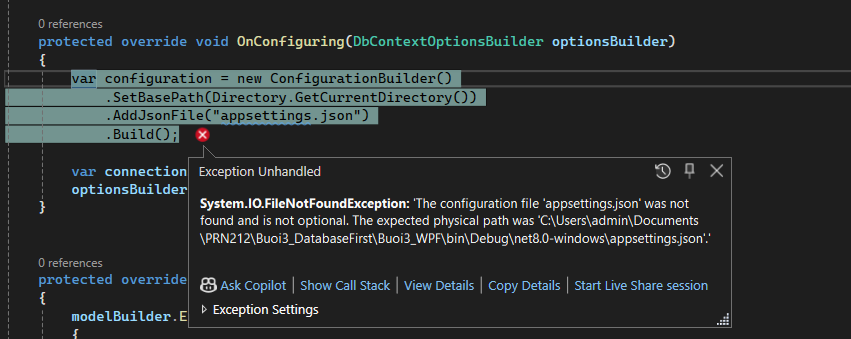 0 references
protected override void OnConfiguring(DbContextOptionsBuilder optionsBuilder)
{
var configuration = new ConfigurationBuilder()
.SetBasePath(Directory.GetCurrentDirectory())
.AddJsonFile("appsettings.json")
.Build();
Exception Unhandled
System.IO.FileNotFoundException: 'The configuration file 'appsettings.json' was not
found and is not optional. The expected physical path was 'C:\Users\admin\Documents
\PRN212\Buoi3_DatabaseFirst\Buoi3_WPF\bin\Debug\net8.0-windows\appsettings.json'.'
Ask Copilot | Show Call Stack | View Details | Copy Details | Start Live Share session
Exception Settings
var connection
optionsBuilder
}
0 references
protected override
{
modelBuilder.E
{